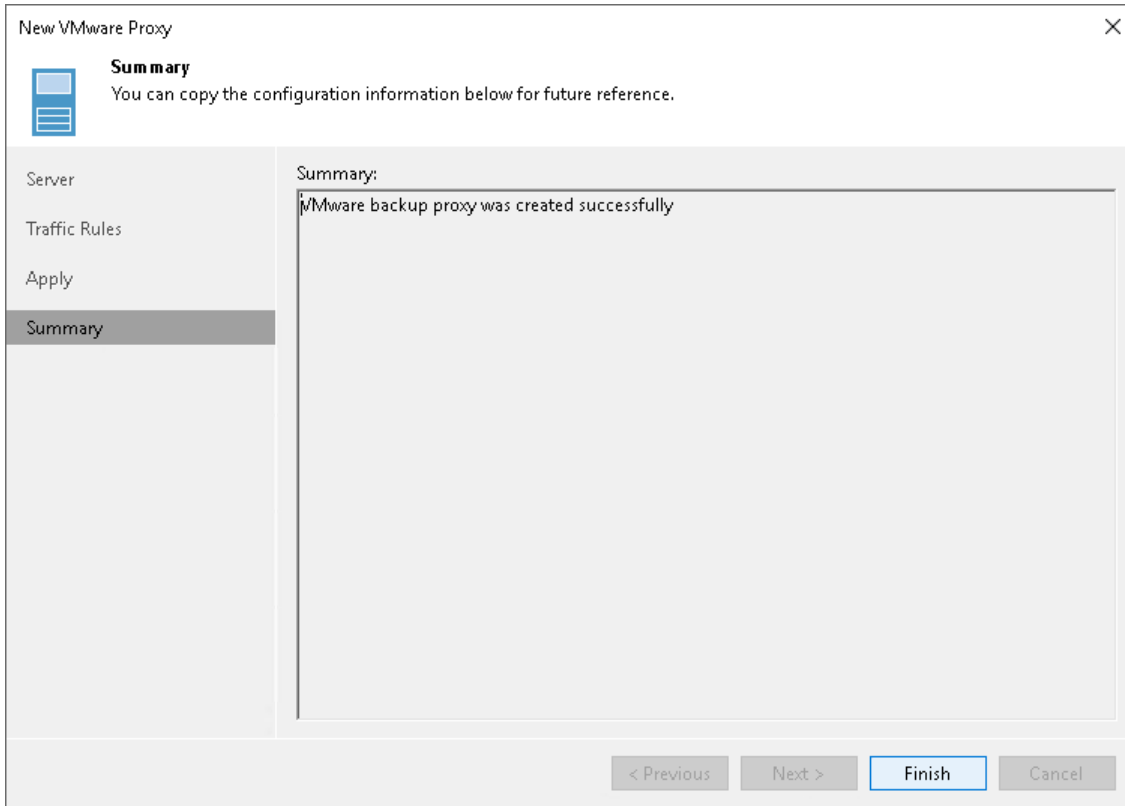 New VMware Proxy
Summary
You can copy the configuration information below for future reference.
Server
Traffic Rules
Apply
Summary
Summary:
VMware backup proxy was created successfully
< Previous
Next >
Finish
Cancel